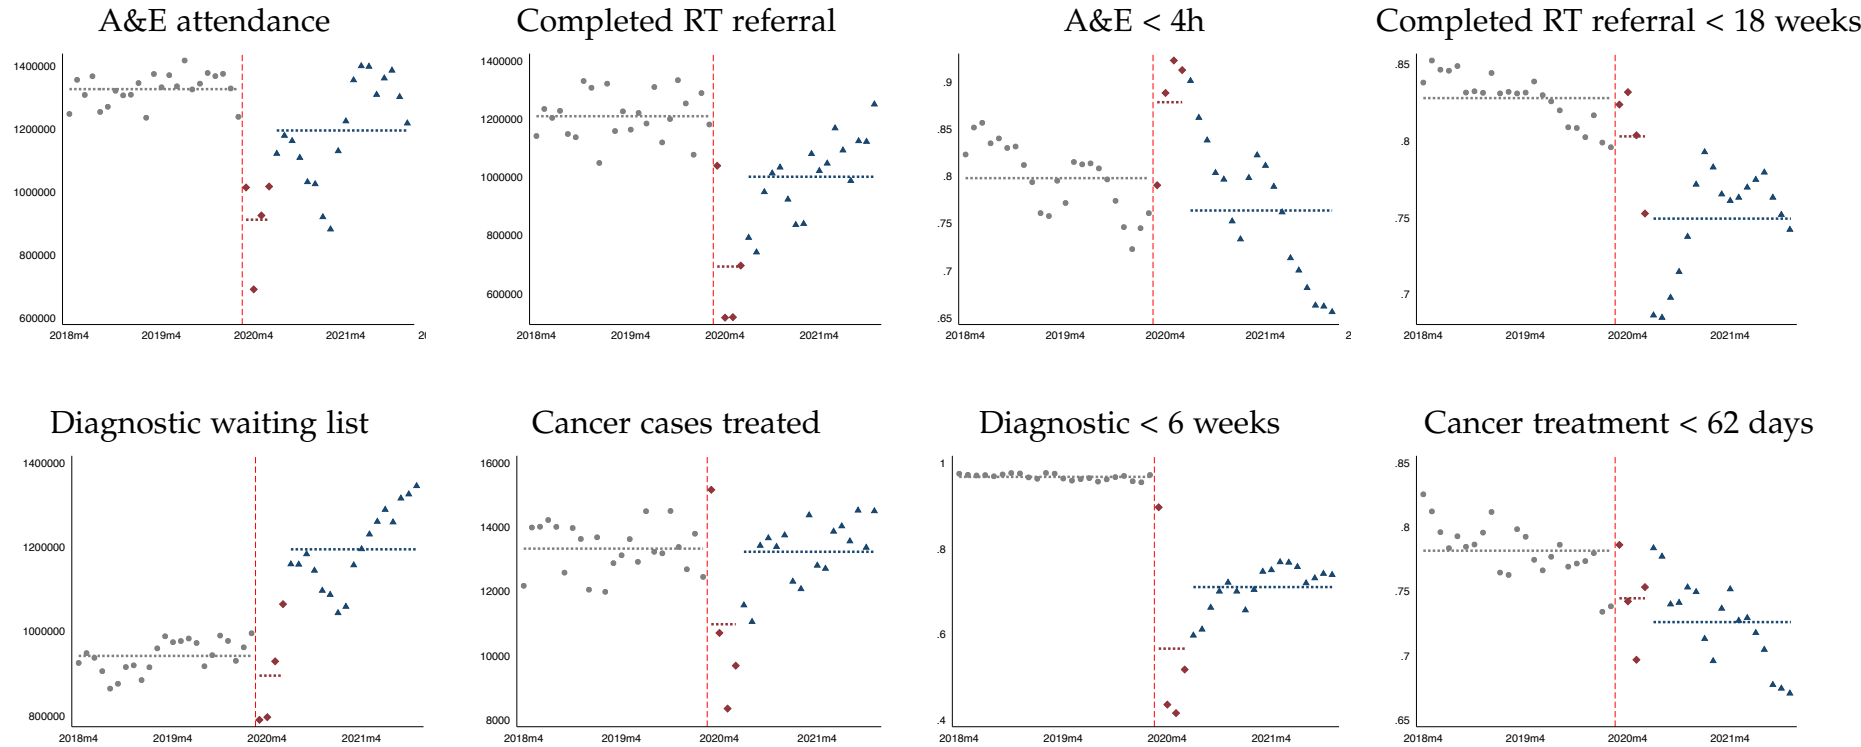 A&E attendance
1400000
1200000
1000000
800000
600000
2018m4 2019m4 2020m4 2021m4
Completed RT referral
1400000
1200000
1000000
800000
600000
2018m4 2019m4 2020m4 2021m4
A&E < 4h
.9
.85
.8
.75
.7
.65
2018m4 2019m4 2020m4 2021m4 2
Completed RT referral < 18 weeks
.85
.8
.75
.7
2018m4 2019m4 2020m4 2021m4
Diagnostic waiting list
1400000
1200000
1000000
800000
2018m4 2019m4 2020m4 2021m4
Cancer cases treated
16000
14000
12000
10000
8000
2018m4 2019m4 2020m4 2021m4
Diagnostic < 6 weeks
1
.8
.6
.4
2018m4 2019m4 2020m4 2021m4
Cancer treatment < 62 days
.85
.8
.75
.7
.65
2018m4 2019m4 2020m4 2021m4